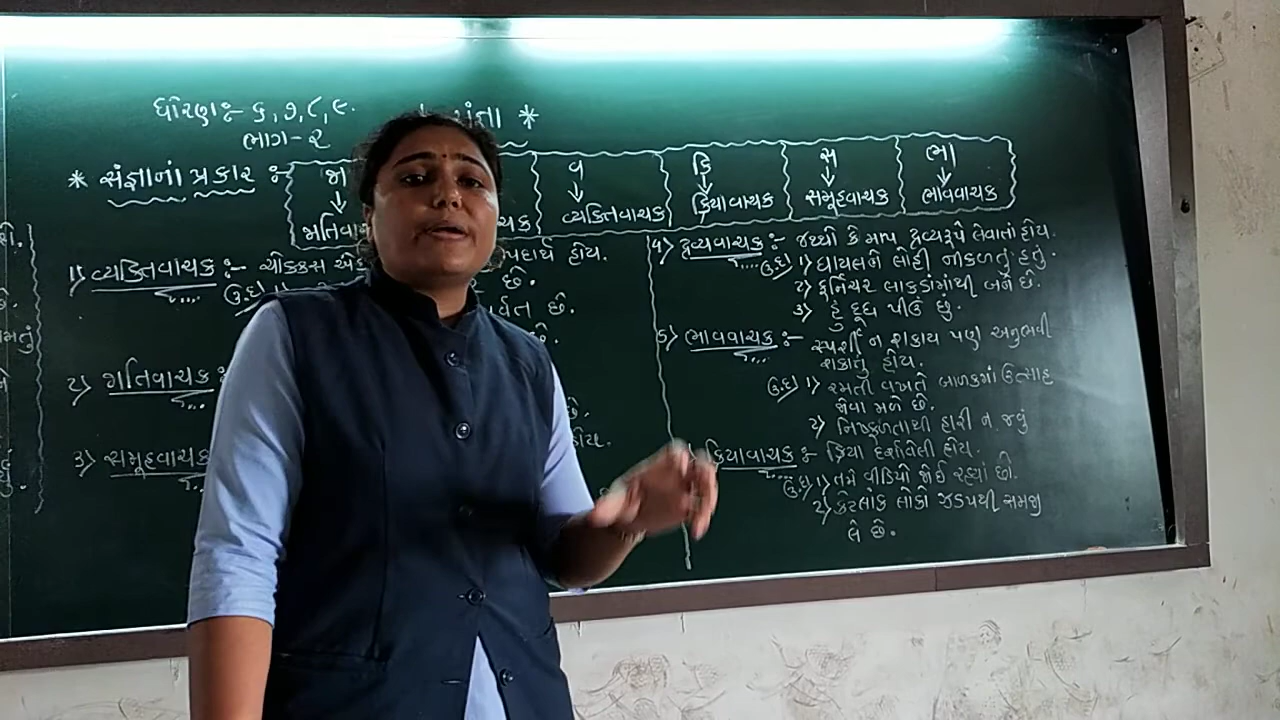 ધોરણઃ- ૬,૭,૮,૯.
સંજ્ઞા *
ભાગ-૨
* સંજ્ઞાનાં પ્રકાર :-
જા
વ
ક્રિ
સ
ભા
વ્યક્તિવાચક
ક્રિયાવાચક
સમૂહવાચક
ભાવવાચક
૧) વ્યક્તિવાચક :- ચોક્કસ
પદાર્થ હોય.
ઉ.દા
છે.
ર્વત છે.
૨) જાતિવાચક :
૩) સમૂહવાચક
હોય.
૪) દ્રવ્યવાચક :- જથ્થો કે માપ દ્રવ્યરૂપે લેવાતાં હોય.
ઉ.દા ૧) ઘાયલને લોહી નીકળતું હતું.
૨) ફર્નિચર લાકડાંમાંથી બને છે.
૩) હું દૂધ પીઉં છું.
૫) ભાવવાચક :- સ્પર્શી ન શકાય પણ અનુભવી
શકાતું હોય.
ઉ.દા ૧) રમતી વખતે બાળકમાં ઉત્સાહ
જોવા મળે છે.
૨) નિષ્ફળતાથી હારી ન જવું
ક્રિયાવાચક :- ક્રિયા દર્શાવેલી હોય.
ઉ.દા ૧) તમે વીડિયો જોઈ રહ્યાં છો.
૨) કેટલાંક લોકો ઝડપથી સમજી
લે છે.